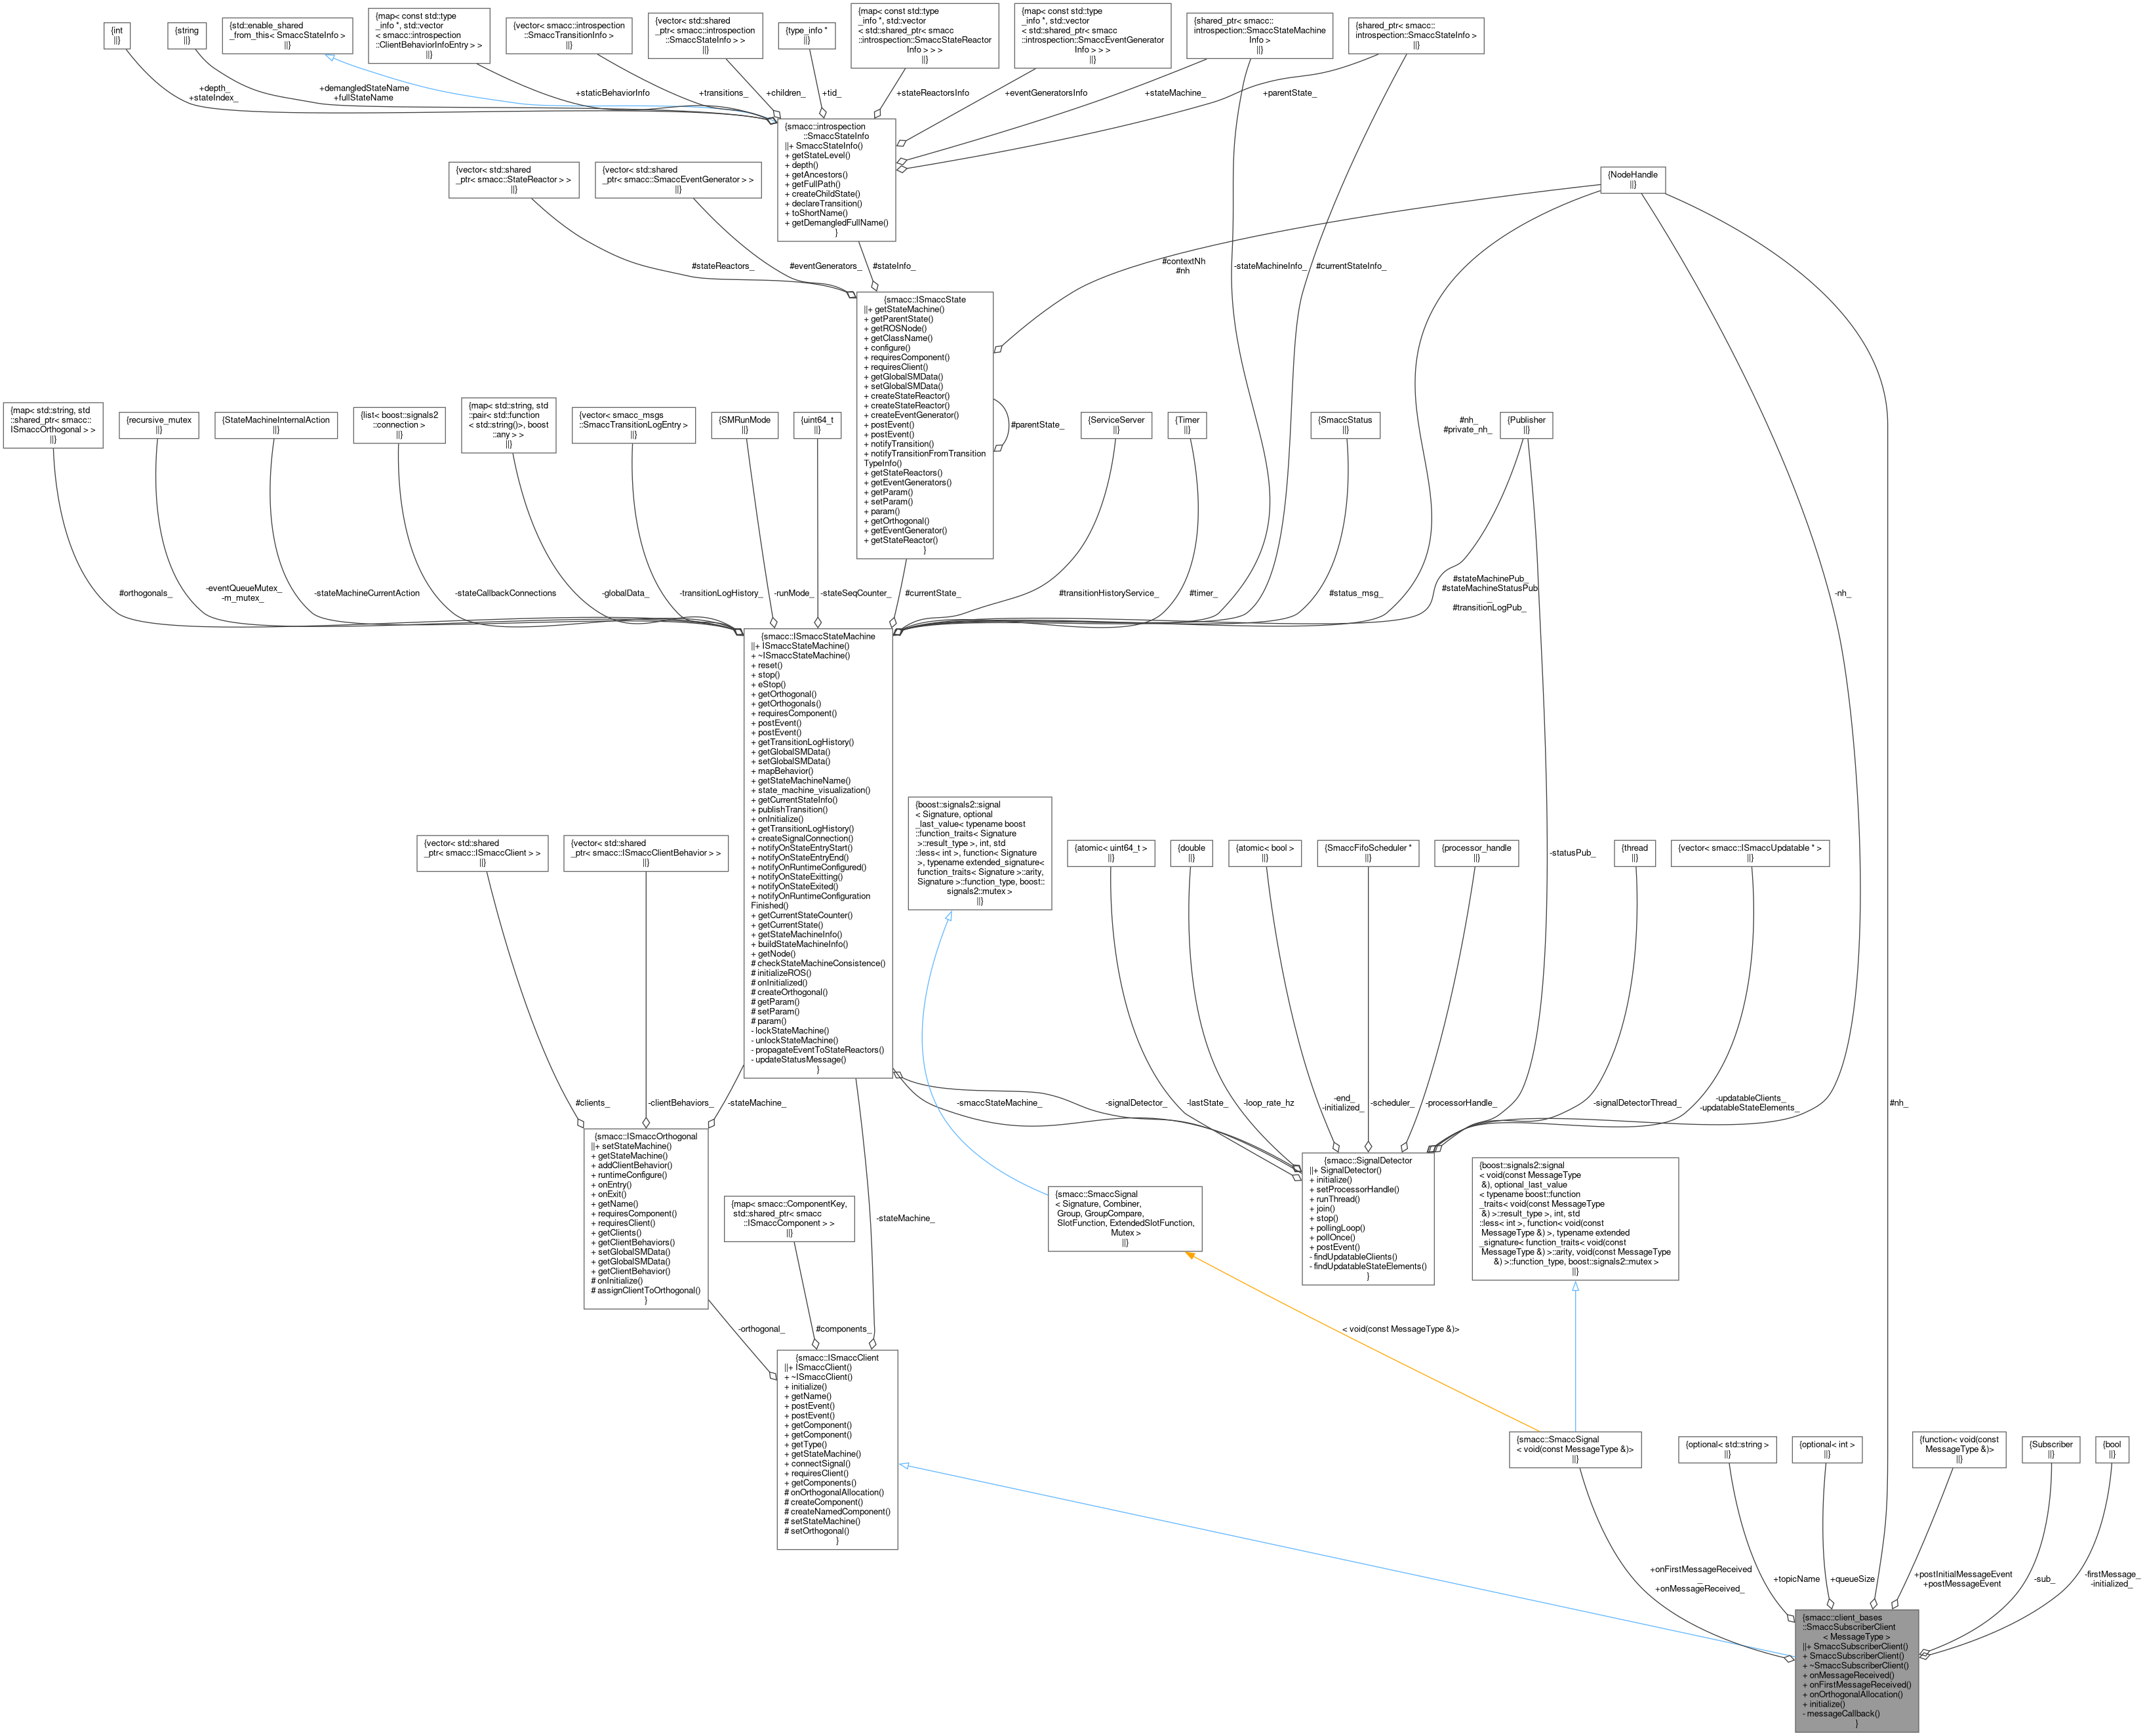 {int
||}
{string
||}
{std::enable_shared
_from_this< SmaccStateInfo >
||}
{map< const std::type
_info *, std::vector
< smacc::introspection
::ClientBehaviorInfoEntry > >
||}
{vector< smacc::introspection
::SmaccTransitionInfo >
||}
{vector< std::shared
_ptr< smacc::introspection
::SmaccStateInfo > >
||}
{type_info *
||}
{map< const std::type
_info *, std::vector
< std::shared_ptr< smacc
::introspection::SmaccStateReactor
Info > > >
||}
{map< const std::type
_info *, std::vector
< std::shared_ptr< smacc
::introspection::SmaccEventGenerator
Info > > >
||}
{shared_ptr< smacc::
introspection::SmaccStateMachine
Info >
||}
{shared_ptr< smacc::
introspection::SmaccStateInfo >
||}
+depth_
+stateIndex_
+demangledStateName
+fullStateName
+staticBehaviorInfo
+transitions_
+children_
+tid_
+stateReactorsInfo
+eventGeneratorsInfo
+stateMachine_
+parentState_
{smacc::introspection
::SmaccStateInfo
||+ SmaccStateInfo()
+ getStateLevel()
+ depth()
+ getAncestors()
+ getFullPath()
+ createChildState()
+ declareTransition()
+ toShortName()
+ getDemangledFullName()
}
{vector< std::shared
_ptr< smacc::StateReactor > >
||}
{vector< std::shared
_ptr< smacc::SmaccEventGenerator > >
||}
{NodeHandle
||}
#stateReactors_
#eventGenerators_
#stateInfo_
#contextNh
#nh
-stateMachineInfo_
#currentStateInfo_
{smacc::ISmaccState
||+ getStateMachine()
+ getParentState()
+ getROSNode()
+ getClassName()
+ configure()
+ requiresComponent()
+ requiresClient()
+ getGlobalSMData()
+ setGlobalSMData()
+ createStateReactor()
+ createStateReactor()
+ createEventGenerator()
+ postEvent()
+ postEvent()
+ notifyTransition()
+ notifyTransitionFromTransition
TypeInfo()
+ getStateReactors()
+ getEventGenerators()
+ getParam()
+ setParam()
+ param()
+ getOrthogonal()
+ getEventGenerator()
+ getStateReactor()
}
#parentState_
{map< std::string, std
::shared_ptr< smacc::
ISmaccOrthogonal > >
||}
{recursive_mutex
||}
{StateMachineInternalAction
||}
{list< boost::signals2
::connection >
||}
{map< std::string, std
::pair< std::function
< std::string()>, boost
::any > >
||}
{vector< smacc_msgs
::SmaccTransitionLogEntry >
||}
{SMRunMode
||}
{uint64_t
||}
{ServiceServer
||}
{Timer
||}
{SmaccStatus
||}
#nh_
#private_nh_
{Publisher
||}
#orthogonals_
-eventQueueMutex_
-m_mutex_
-stateMachineCurrentAction
-stateCallbackConnections
-globalData_
-transitionLogHistory_
-runMode_
-stateSeqCounter_
#currentState_
#transitionHistoryService_
#timer_
#status_msg_
#stateMachinePub_
#stateMachineStatusPub
_
#transitionLogPub_
-nh_
{smacc::ISmaccStateMachine
||+ ISmaccStateMachine()
+ ~ISmaccStateMachine()
+ reset()
+ stop()
+ eStop()
+ getOrthogonal()
+ getOrthogonals()
+ requiresComponent()
+ postEvent()
+ postEvent()
+ getTransitionLogHistory()
+ getGlobalSMData()
+ setGlobalSMData()
+ mapBehavior()
+ getStateMachineName()
+ state_machine_visualization()
+ getCurrentStateInfo()
+ publishTransition()
+ onInitialize()
+ getTransitionLogHistory()
+ createSignalConnection()
+ notifyOnStateEntryStart()
+ notifyOnStateEntryEnd()
+ notifyOnRuntimeConfigured()
+ notifyOnStateExitting()
+ notifyOnStateExited()
+ notifyOnRuntimeConfiguration
Finished()
+ getCurrentStateCounter()
+ getCurrentState()
+ getStateMachineInfo()
+ buildStateMachineInfo()
+ getNode()
# checkStateMachineConsistence()
# initializeROS()
# onInitialized()
# createOrthogonal()
# getParam()
# setParam()
# param()
- lockStateMachine()
- unlockStateMachine()
- propagateEventToStateReactors()
- updateStatusMessage()
}
{vector< std::shared
_ptr< smacc::ISmaccClient > >
||}
{vector< std::shared
_ptr< smacc::ISmaccClientBehavior > >
||}
{boost::signals2::signal
< Signature, optional
_last_value< typename boost
::function_traits< Signature
>::result_type >, int, std
::less< int >, function< Signature
>, typename extended_signature<
function_traits< Signature >::arity,
Signature >::function_type, boost::
signals2::mutex >
||}
{atomic< uint64_t >
||}
{double
||}
{atomic< bool >
||}
{SmaccFifoScheduler *
||}
{processor_handle
||}
-statusPub_
{thread
||}
{vector< smacc::ISmaccUpdatable * >
||}
#clients_
-clientBehaviors_
-stateMachine_
-smaccStateMachine_
-signalDetector_
-lastState_
-loop_rate_hz
-end_
-initialized_
-scheduler_
-processorHandle_
-signalDetectorThread_
-updatableClients_
-updatableStateElements_
#nh_
{smacc::ISmaccOrthogonal
||+ setStateMachine()
+ getStateMachine()
+ addClientBehavior()
+ runtimeConfigure()
+ onEntry()
+ onExit()
+ getName()
+ requiresComponent()
+ requiresClient()
+ getClients()
+ getClientBehaviors()
+ setGlobalSMData()
+ getGlobalSMData()
+ getClientBehavior()
# onInitialize()
# assignClientToOrthogonal()
}
{map< smacc::ComponentKey,
std::shared_ptr< smacc
::ISmaccComponent > >
||}
-stateMachine_
{smacc::SmaccSignal
< Signature, Combiner,
Group, GroupCompare,
SlotFunction, ExtendedSlotFunction,
Mutex >
||}
{smacc::SignalDetector
||+ SignalDetector()
+ initialize()
+ setProcessorHandle()
+ runThread()
+ join()
+ stop()
+ pollingLoop()
+ pollOnce()
+ postEvent()
- findUpdatableClients()
- findUpdatableStateElements()
}
{boost::signals2::signal
< void(const MessageType
&), optional_last_value
< typename boost::function
_traits< void(const MessageType
&) >::result_type >, int, std
::less< int >, function< void(const
MessageType &) >, typename extended
_signature< function_traits< void(const
MessageType &) >::arity, void(const MessageType
&) >::function_type, boost::signals2::mutex >
||}
-orthogonal_
#components_
< void(const MessageType &)>
{smacc::ISmaccClient
||+ ISmaccClient()
+ ~ISmaccClient()
+ initialize()
+ getName()
+ postEvent()
+ postEvent()
+ getComponent()
+ getComponent()
+ getType()
+ getStateMachine()
+ connectSignal()
+ requiresClient()
+ getComponents()
# onOrthogonalAllocation()
# createComponent()
# createNamedComponent()
# setStateMachine()
# setOrthogonal()
}
{smacc::SmaccSignal
< void(const MessageType &)>
||}
{optional< std::string >
||}
{optional< int >
||}
{function< void(const
MessageType &)>
||}
{Subscriber
||}
{bool
||}
+onFirstMessageReceived
_
+onMessageReceived_
+topicName
+queueSize
+postInitialMessageEvent
+postMessageEvent
-sub_
-firstMessage_
-initialized_
{smacc::client_bases
::SmaccSubscriberClient
< MessageType >
||+ SmaccSubscriberClient()
+ SmaccSubscriberClient()
+ ~SmaccSubscriberClient()
+ onMessageReceived()
+ onFirstMessageReceived()
+ onOrthogonalAllocation()
+ initialize()
- messageCallback()
}